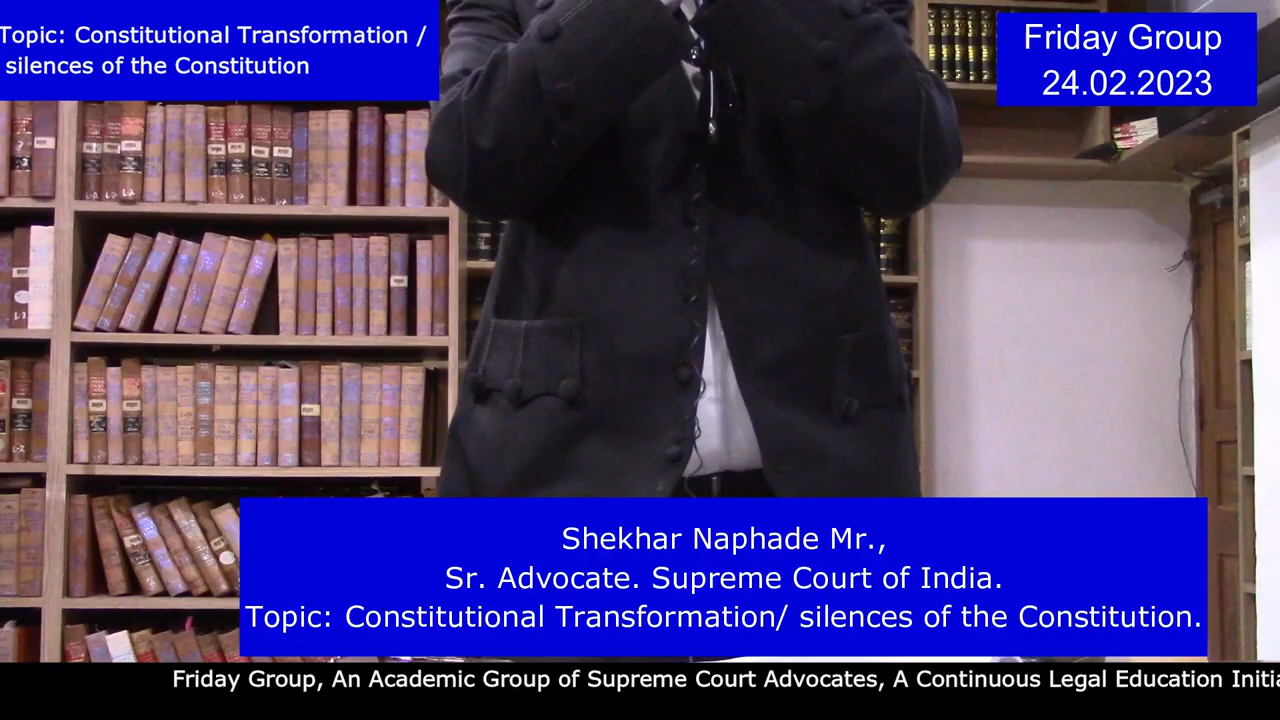 Topic: Constitutional Transformation /
silences of the Constitution
Friday Group
24.02.2023
Shekhar Naphade Mr.,
Sr. Advocate. Supreme Court of India.
Topic: Constitutional Transformation/ silences of the Constitution.
Friday Group, An Academic Group of Supreme Court Advocates, A Continuous Legal Education Initia